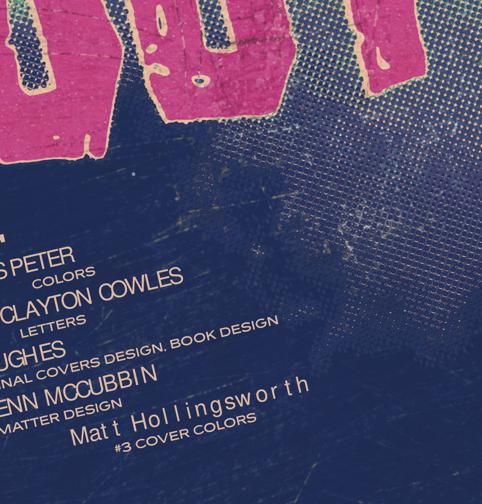 S PETER
COLORS
CLAYTON COWLES
LETTERS
UGHES
NAL COVERS DESIGN, BOOK DESIGN
ENN MCCUBBIN
MATTER DESIGN
Matt Hollingsworth
#3 COVER COLORS